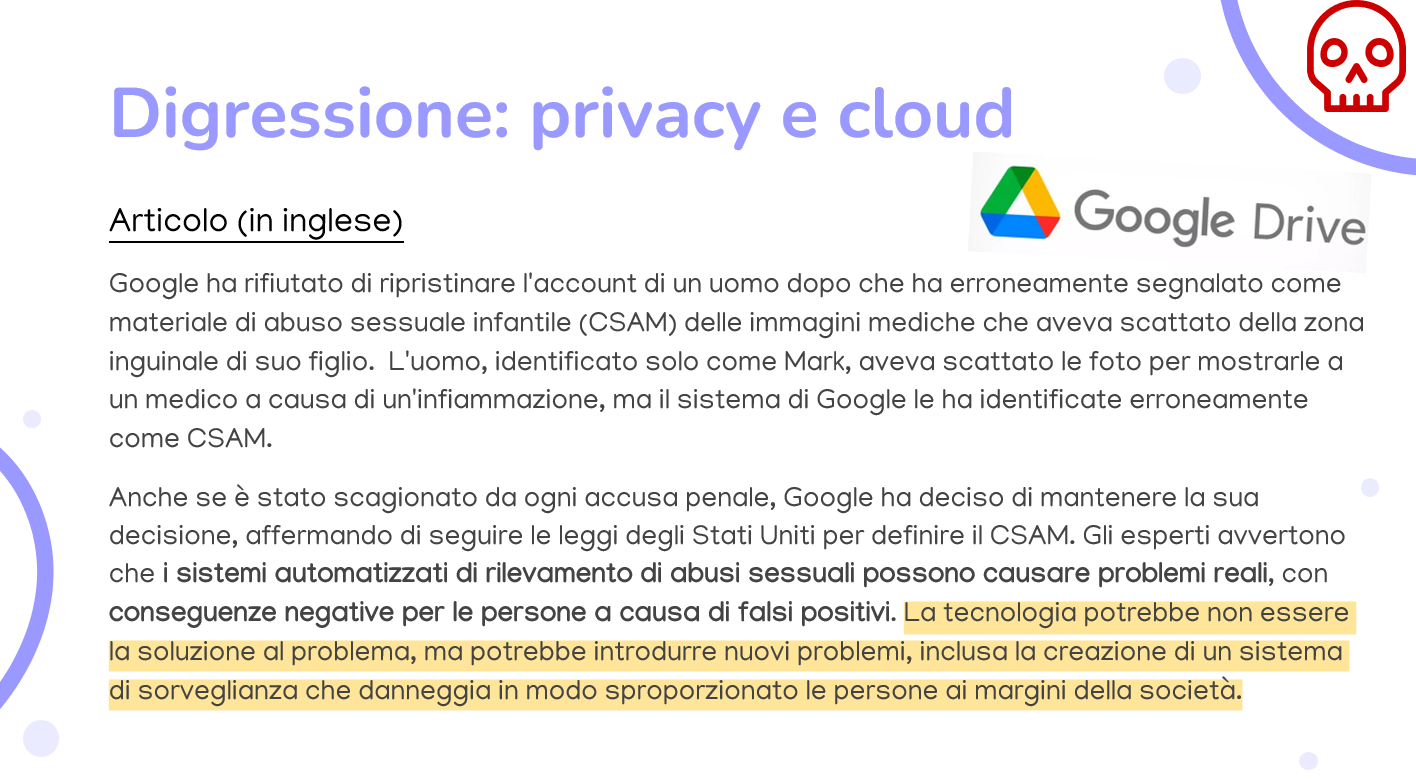 Digressione: privacy e cloud
Google Drive
Articolo (in inglese)
Google ha rifiutato di ripristinare l'account di un uomo dopo che ha erroneamente segnalato come
materiale di abuso sessuale infantile (CSAM) delle immagini mediche che aveva scattato della zona
inguinale di suo figlio.  L'uomo, identificato solo come Mark, aveva scattato le foto per mostrarle a
un medico a causa di un'infiammazione, ma il sistema di Google le ha identificate erroneamente
come CSAM.
Anche se è stato scagionato da ogni accusa penale, Google ha deciso di mantenere la sua
decisione, affermando di seguire le leggi degli Stati Uniti per definire il CSAM. Gli esperti avvertono
che i sistemi automatizzati di rilevamento di abusi sessuali possono causare problemi reali, con
conseguenze negative per le persone a causa di falsi positivi. La tecnologia potrebbe non essere
la soluzione al problema, ma potrebbe introdurre nuovi problemi, inclusa la creazione di un sistema
di sorveglianza che danneggia in modo sproporzionato le persone ai margini della società.